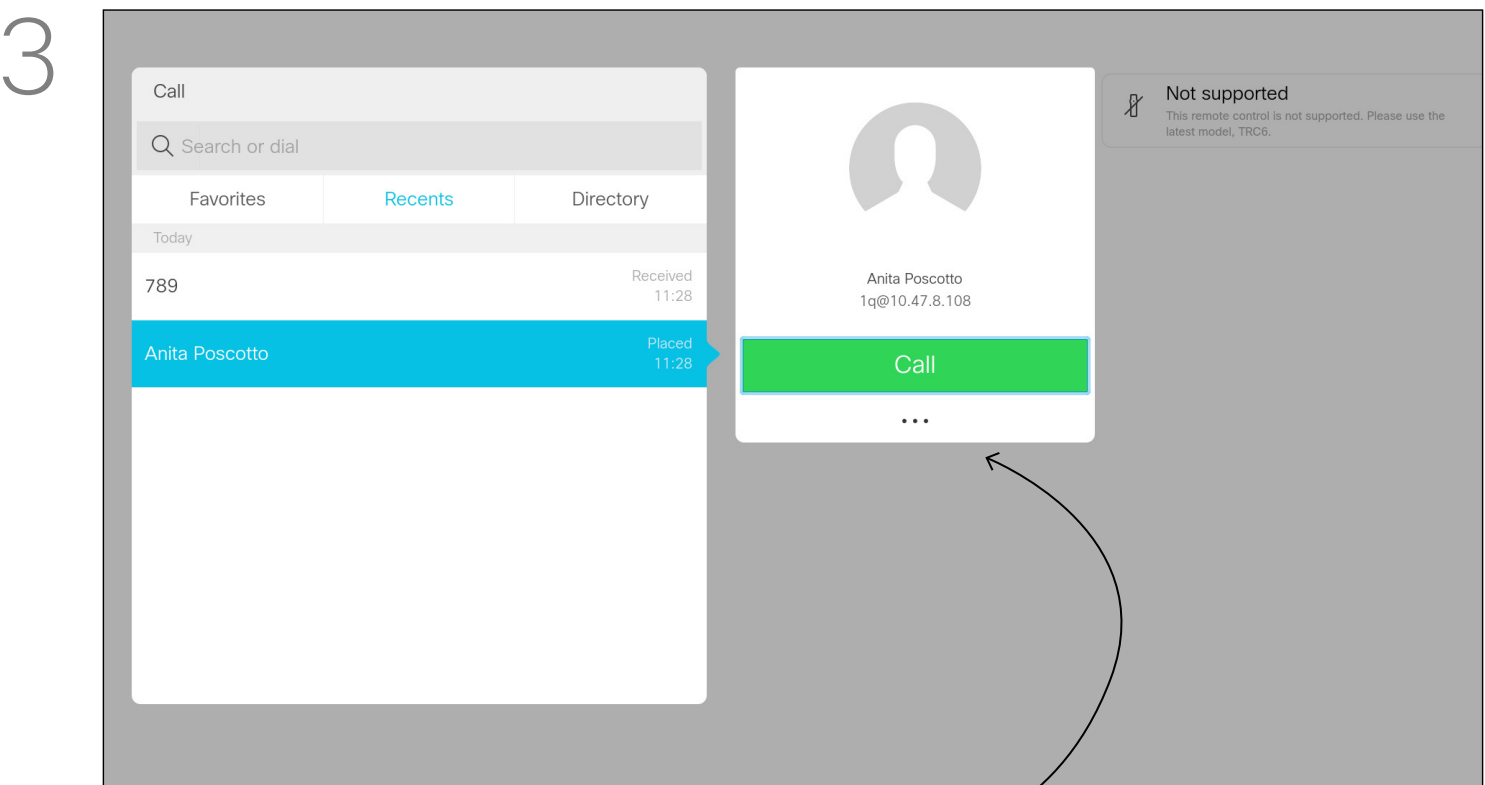 3
Call
Search or dial
Favorites Recents Directory
Today
789
Received
11:28
Anita Poscotto
Placed
11:28
Anita Poscotto
1q@10.47.8.108
Call
...
Not supported
This remote control is not supported. Please use the
latest model, TRC6.